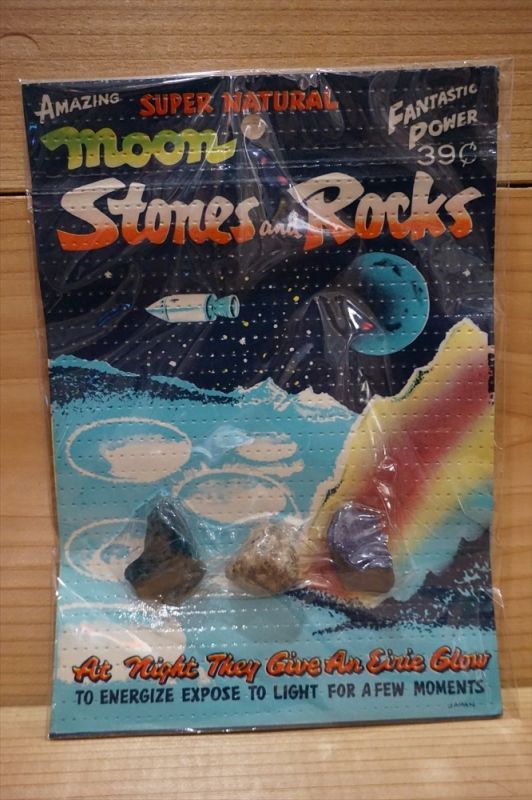 AMAZING SUPER NATURAL
moon
FANTASTIC
POWER
39¢
Stones and Rocks
At Night They Give An Eirie Glow
TO ENERGIZE EXPOSE TO LIGHT FOR A FEW MOMENTS
JAPAN